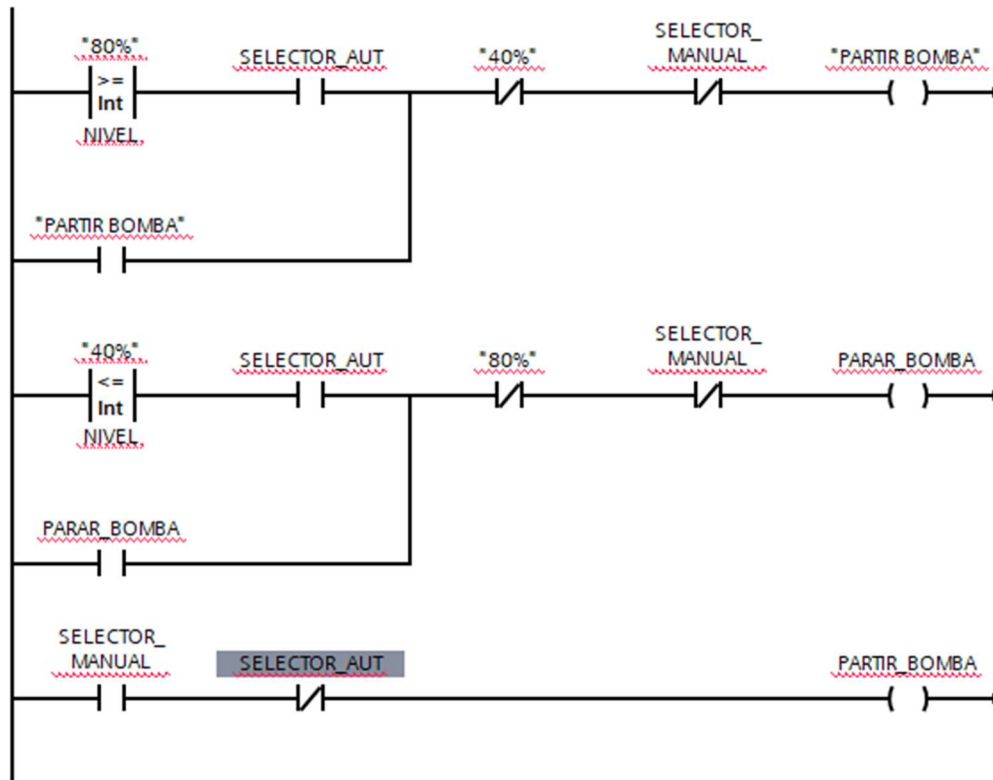 "80%"
>=
Int
NIVEL
SELECTOR_AUT
"40%"
SELECTOR_
MANUAL
"PARTIR BOMBA"
"PARTIR BOMBA"
"40%"
<=
Int
NIVEL
SELECTOR_AUT
"80%"
SELECTOR_
MANUAL
PARAR_BOMBA
PARAR_BOMBA
SELECTOR_
MANUAL
SELECTOR_AUT
PARTIR_BOMBA